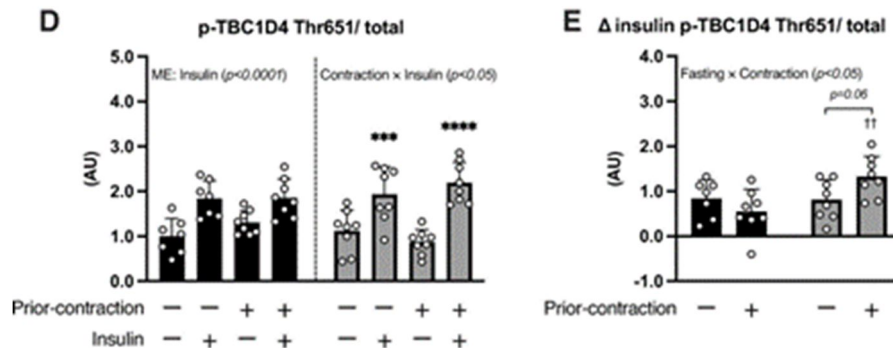 D p-TBC1D4 Thr651/ total
5.0
4.0
3.0
2.0
1.0
0.0
(AU)
ME: Insulin (p<0.0001)
Contraction × Insulin (p<0.05)
*** ****
Prior-contraction — — + + — — + +
Insulin — + — + — + — +
E Δ insulin p-TBC1D4 Thr651/ total
5.0
4.0
3.0
2.0
1.0
0.0
-1.0
(AU)
Fasting × Contraction (p<0.05)
p=0.06
††
Prior-contraction — + — +